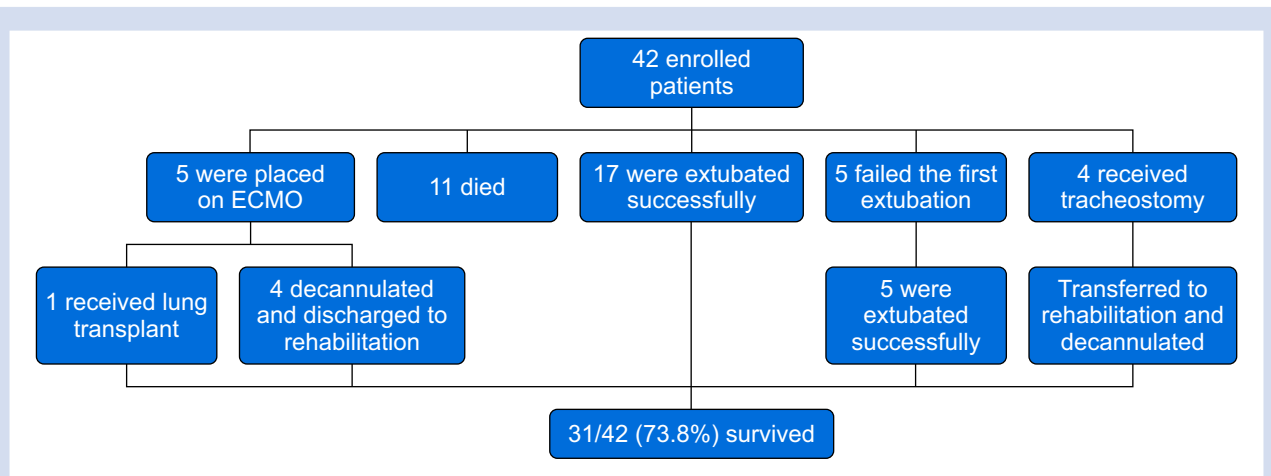 42 enrolled
patients
5 were placed
on ECMO
11 died
17 were extubated
successfully
5 failed the first
extubation
4 received
tracheostomy
1 received lung
transplant
4 decannulated
and discharged to
rehabilitation
5 were
extubated
successfully
Transferred to
rehabilitation and
decannulated
31/42 (73.8%) survived